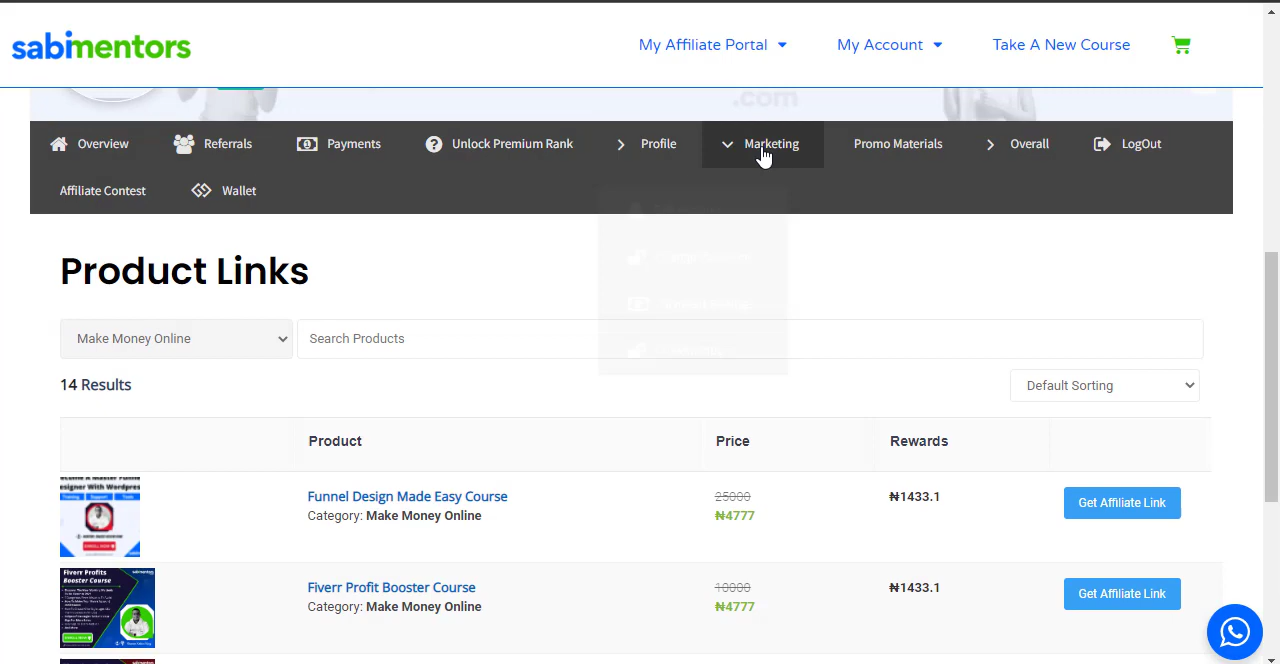 sabimentors
My Affiliate Portal
My Account
Take A New Course
.com
Overview
Referrals
Payments
Unlock Premium Rank
Profile
Marketing
Promo Materials
Overall
LogOut
Affiliate Contest
Wallet
Product Links
Make Money Online
Search Products
14 Results
Default Sorting
Product
Price
Rewards
Funnel Design Made Easy Course
25000
₦1433.1
Get Affiliate Link
Category: Make Money Online
₦4777
Fiverr Profits
Booster Course
Fiverr Profit Booster Course
10000
₦1433.1
Get Affiliate Link
Category: Make Money Online
₦4777